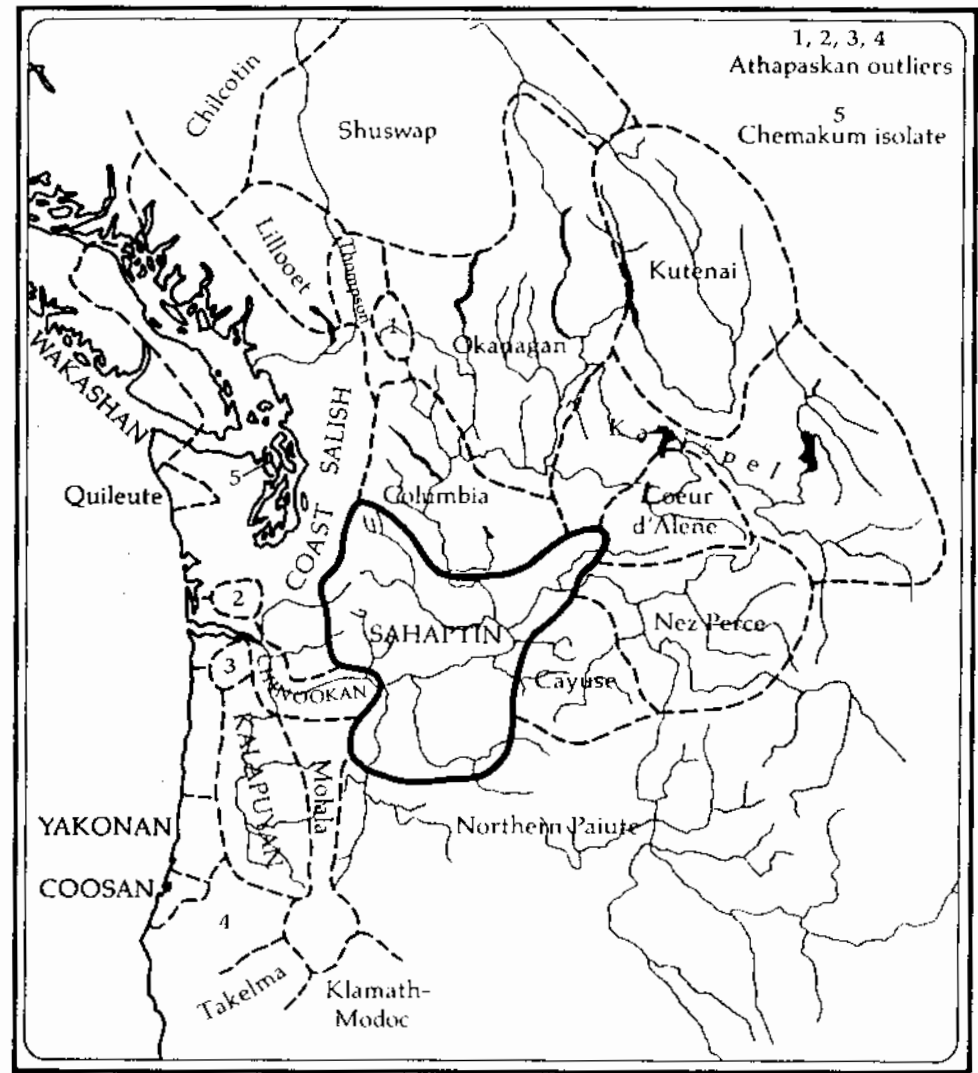 1, 2, 3, 4
Athapaskan outliers
5
Chemakum isolate
Chilcotin
Shuswap
Lillooet
Thompson
Kutenai
1
Okanagan
WAKASHAN
COAST SALISH
Kalispel
5
Quileute
Columbia
Coeur
d'Alene
2
SAHAPTIN
Nez Perce
3
CHINOOKAN
Cayuse
KALAPUYAN
Molala
YAKONAN
Northern Paiute
COOSAN
4
Takelma
Klamath-
Modoc